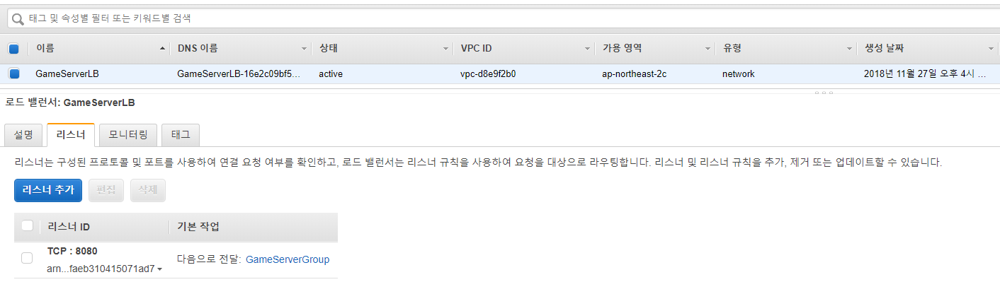 태그 및 속성별 필터 또는 키워드별 검색
이름 DNS 이름 상태 VPC ID 가용 영역 유형 생성 날짜
GameServerLB GameServerLB-16e2c09bf5... active vpc-d8e9f2b0 ap-northeast-2c network 2018년 11월 27일 오후 4시 ...
로드 밸런서: GameServerLB
설명 리스너 모니터링 태그
리스너는 구성된 프로토콜 및 포트를 사용하여 연결 요청 여부를 확인하고, 로드 밸런서는 리스너 규칙을 사용하여 요청을 대상으로 라우팅합니다. 리스너 및 리스너 규칙을 추가, 제거 또는 업데이트할 수 있습니다.
리스너 추가 편집 삭제
리스너 ID 기본 작업
TCP : 8080
다음으로 전달: GameServerGroup
arn...faeb310415071ad7